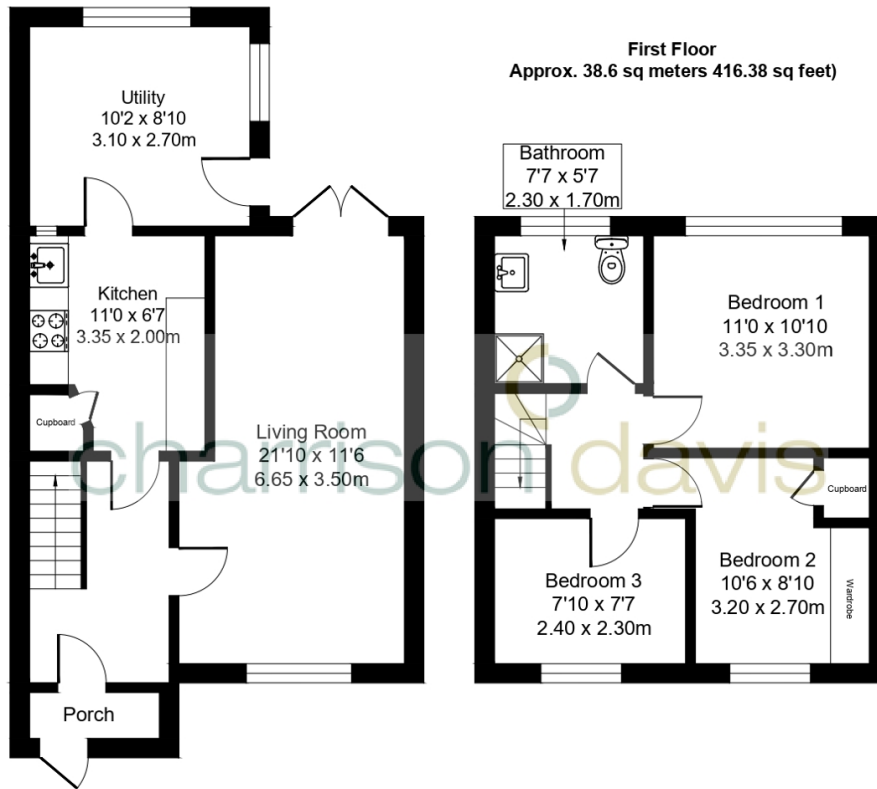 First Floor
Approx. 38.6 sq meters 416.38 sq feet)
Utility
10'2 x 8'10
3.10 x 2.70m
Kitchen
11'0 x 6'7
3.35 x 2.00m
Cupboard
Living Room
21'10 x 11'6
6.65 x 3.50m
Porch
Bathroom
7'7 x 5'7
2.30 x 1.70m
Bedroom 1
11'0 x 10'10
3.35 x 3.30m
Cupboard
Bedroom 2
10'6 x 8'10
3.20 x 2.70m
Wardrobe
Bedroom 3
7'10 x 7'7
2.40 x 2.30m
charrison davis